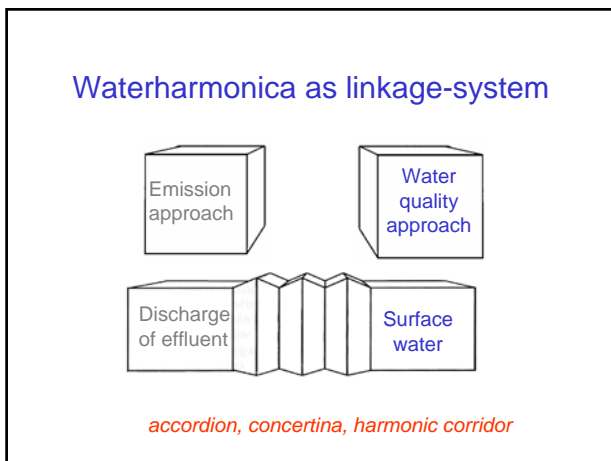 Waterharmonica as linkage-system
Emission
approach
Water
quality
approach
Discharge
of effluent
Surface
water
accordion, concertina, harmonic corridor